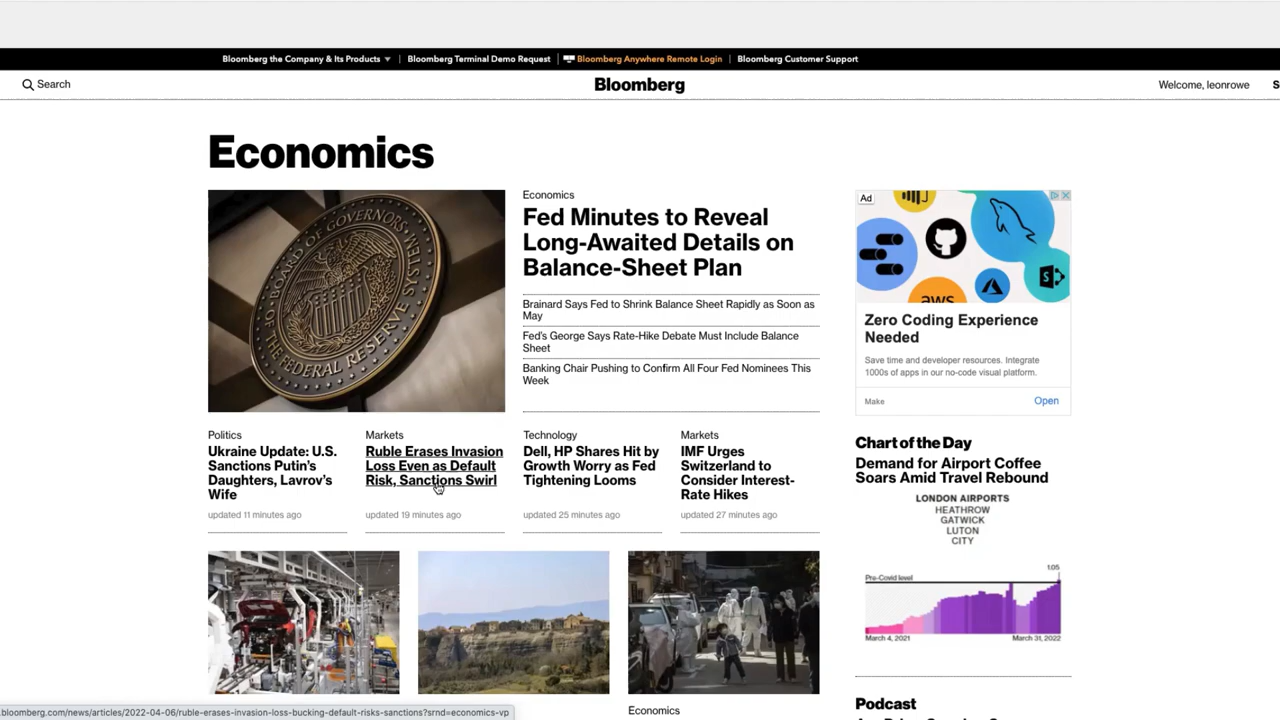 Bloomberg the Company & Its Products
Bloomberg Terminal Demo Request
Bloomberg Anywhere Remote Login
Bloomberg Customer Support
Search
Bloomberg
Welcome, leonrowe
S
Economics
BOARD OF GOVERNORS
THE FEDERAL RESERVE SYSTEM
Economics
Fed Minutes to Reveal
Long-Awaited Details on
Balance-Sheet Plan
Brainard Says Fed to Shrink Balance Sheet Rapidly as Soon as
May
Fed's George Says Rate-Hike Debate Must Include Balance
Sheet
Banking Chair Pushing to Confirm All Four Fed Nominees This
Week
Ad
aws
S
Zero Coding Experience
Needed
Save time and developer resources. Integrate
1000s of apps in our no-code visual platform.
Make
Open
Politics
Ukraine Update: U.S.
Sanctions Putin's
Daughters, Lavrov's
Wife
updated 11 minutes ago
Markets
Ruble Erases Invasion
Loss Even as Default
Risk, Sanctions Swirl
updated 19 minutes ago
Technology
Dell, HP Shares Hit by
Growth Worry as Fed
Tightening Looms
updated 25 minutes ago
Markets
IMF Urges
Switzerland to
Consider Interest-
Rate Hikes
updated 27 minutes ago
Chart of the Day
Demand for Airport Coffee
Soars Amid Travel Rebound
LONDON AIRPORTS
HEATHROW
GATWICK
LUTON
CITY
1.05
Pre-Covid level
March 4, 2021
March 31, 2022
Economics
Podcast
.bloomberg.com/news/articles/2022-04-06/ruble-erases-invasion-loss-bucking-default-risks-sanctions?srnd=economics-vp